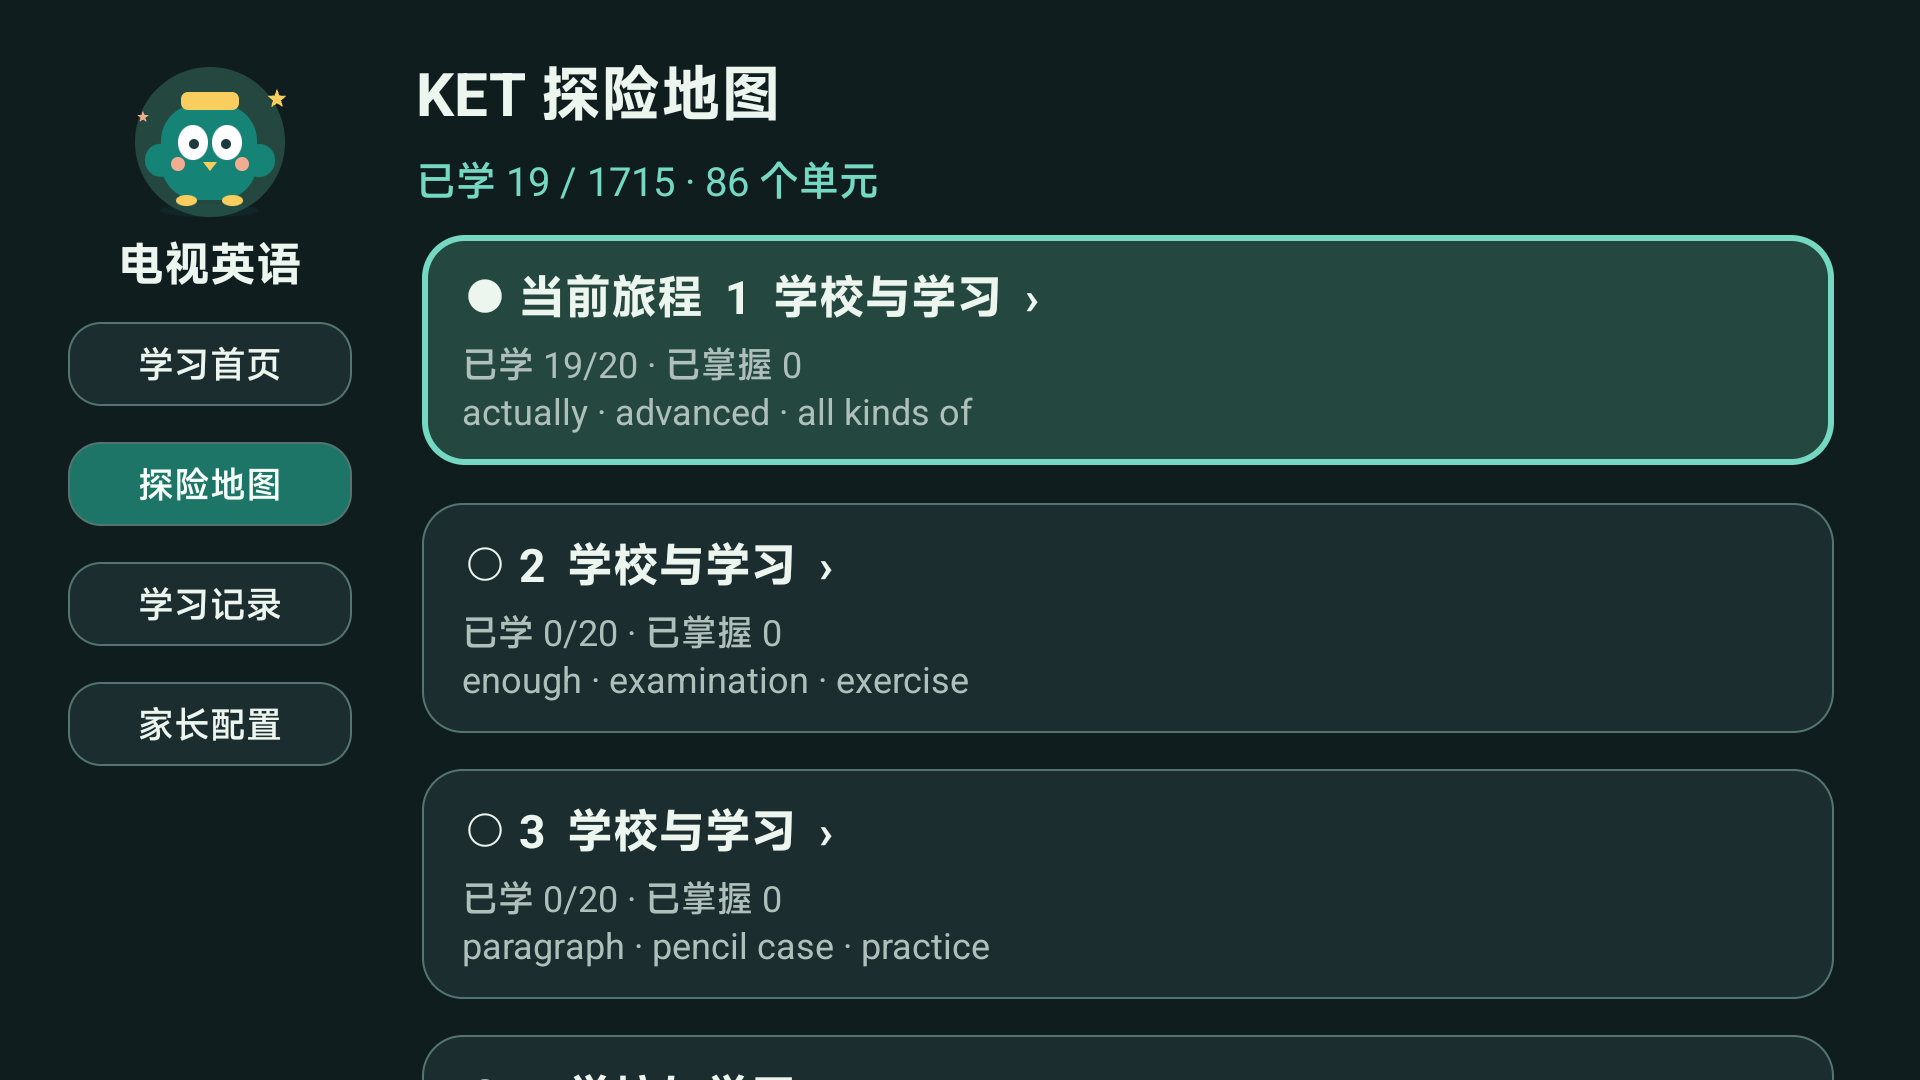 KET 探险地图
已学 19 / 1715 · 86 个单元
电视英语
学习首页
探险地图
学习记录
家长配置
● 当前旅程 1 学校与学习 ›
已学 19/20 · 已掌握 0
actually · advanced · all kinds of
○ 2 学校与学习 ›
已学 0/20 · 已掌握 0
enough · examination · exercise
○ 3 学校与学习 ›
已学 0/20 · 已掌握 0
paragraph · pencil case · practice